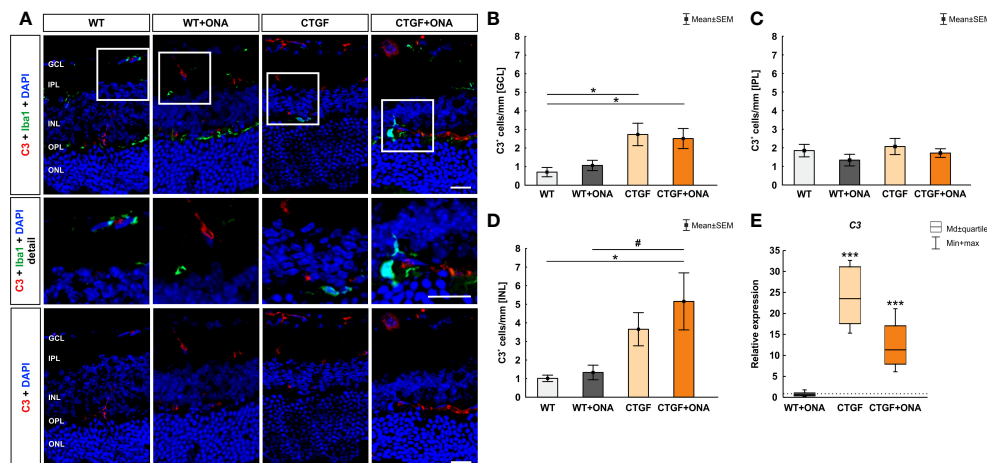 A
WT
WT+ONA
CTGF
CTGF+ONA
C3 + Iba1 + DAPI
GCL
IPL
INL
OPL
ONL
C3 + Iba1 + DAPI
detail
C3 + DAPI
GCL
IPL
INL
OPL
ONL
B
Mean±SEM
C3+ cells/mm [GCL]
8
7
6
5
4
3
2
1
0
*
*
WT
WT+ONA
CTGF
CTGF+ONA
C
Mean±SEM
C3+ cells/mm [IPL]
8
7
6
5
4
3
2
1
0
WT
WT+ONA
CTGF
CTGF+ONA
D
Mean±SEM
C3+ cells/mm [INL]
8
7
6
5
4
3
2
1
0
#
*
WT
WT+ONA
CTGF
CTGF+ONA
E
C3
Md±quartile
Min+max
Relative expression
35
30
25
20
15
10
5
0
***
***
WT+ONA
CTGF
CTGF+ONA